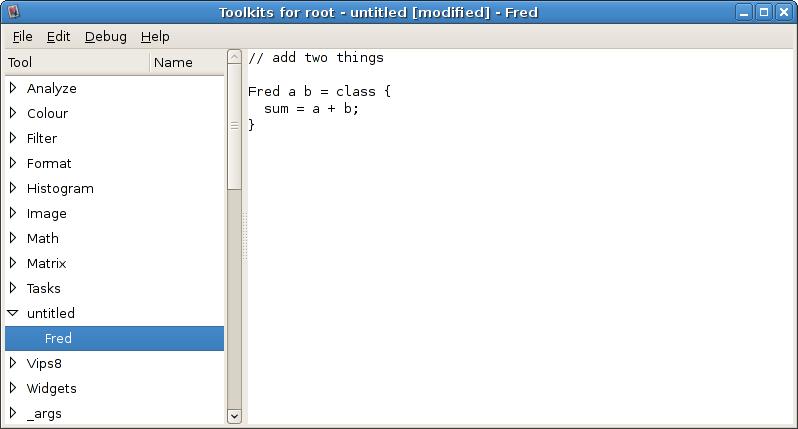 Toolkits for root - untitled [modified] - Fred
File Edit Debug Help
Tool Name
Analyze
Colour
Filter
Format
Histogram
Image
Math
Matrix
Tasks
untitled
Fred
Vips8
Widgets
_args
// add two things
Fred a b = class {
  sum = a + b;
}